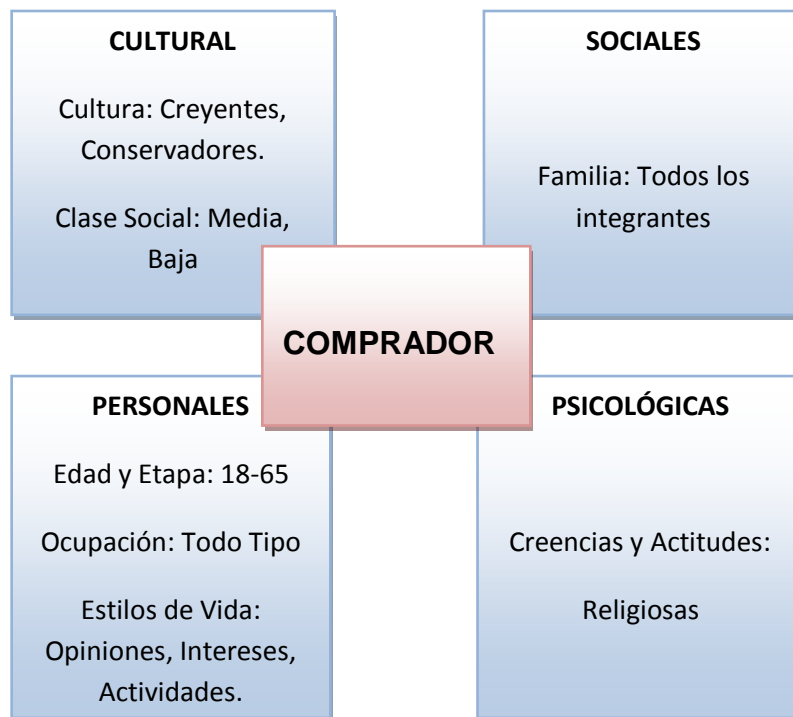 CULTURAL
Cultura: Creyentes,
Conservadores.
Clase Social: Media,
Baja
SOCIALES
Familia: Todos los
integrantes
COMPRADOR
PERSONALES
Edad y Etapa: 18-65
Ocupación: Todo Tipo
Estilos de Vida:
Opiniones, Intereses,
Actividades.
PSICOLÓGICAS
Creencias y Actitudes:
Religiosas